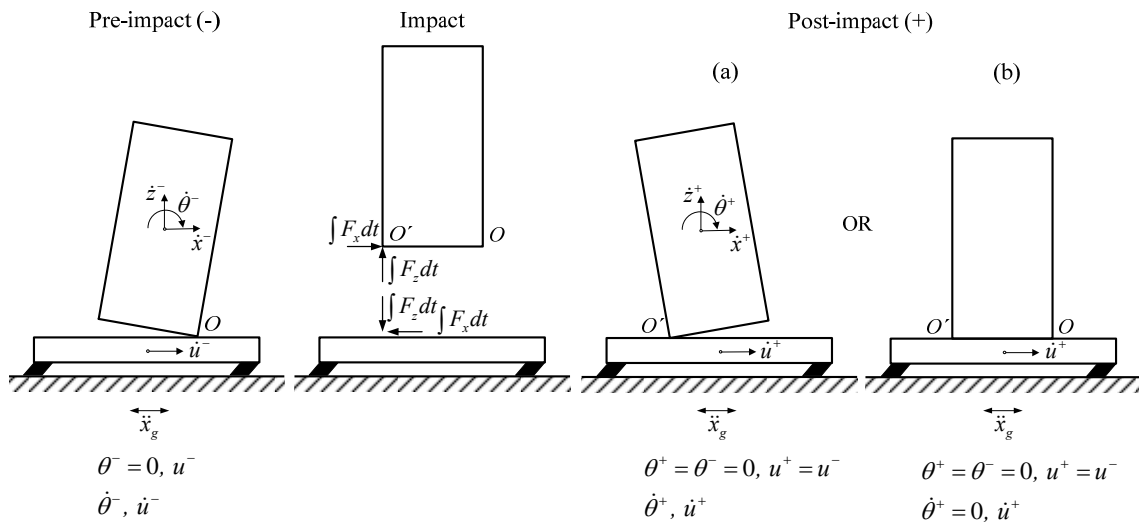 Pre-impact (-)
Impact
Post-impact (+)
(a)
(b)
ż⁻
θ̇⁻
ẋ⁻
O
u̇⁻
ẍ_g
θ⁻ = 0, u⁻
θ̇⁻, u̇⁻
∫F_x dt
O′
O
∫F_z dt
∫F_z dt
∫F_x dt
ż⁺
θ̇⁺
ẋ⁺
O′
u̇⁺
ẍ_g
θ⁺ = θ⁻ = 0, u⁺ = u⁻
θ̇⁺, u̇⁺
OR
O′
O
u̇⁺
ẍ_g
θ⁺ = θ⁻ = 0, u⁺ = u⁻
θ̇⁺ = 0, u̇⁺